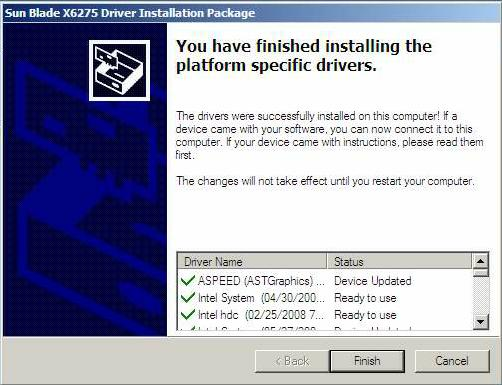 Sun Blade X6275 Driver Installation Package
You have finished installing the
platform specific drivers.
The drivers were successfully installed on this computer! If a
device came with your software, you can now connect it to this
computer. If your device came with instructions, please read them
first.
The changes will not take effect until you restart your computer.
Driver Name Status
ASPEED (ASTGraphics) ... Device Updated
Intel System (04/30/200... Ready to use
Intel hdc (02/25/2008 7... Ready to use
< Back Finish Cancel